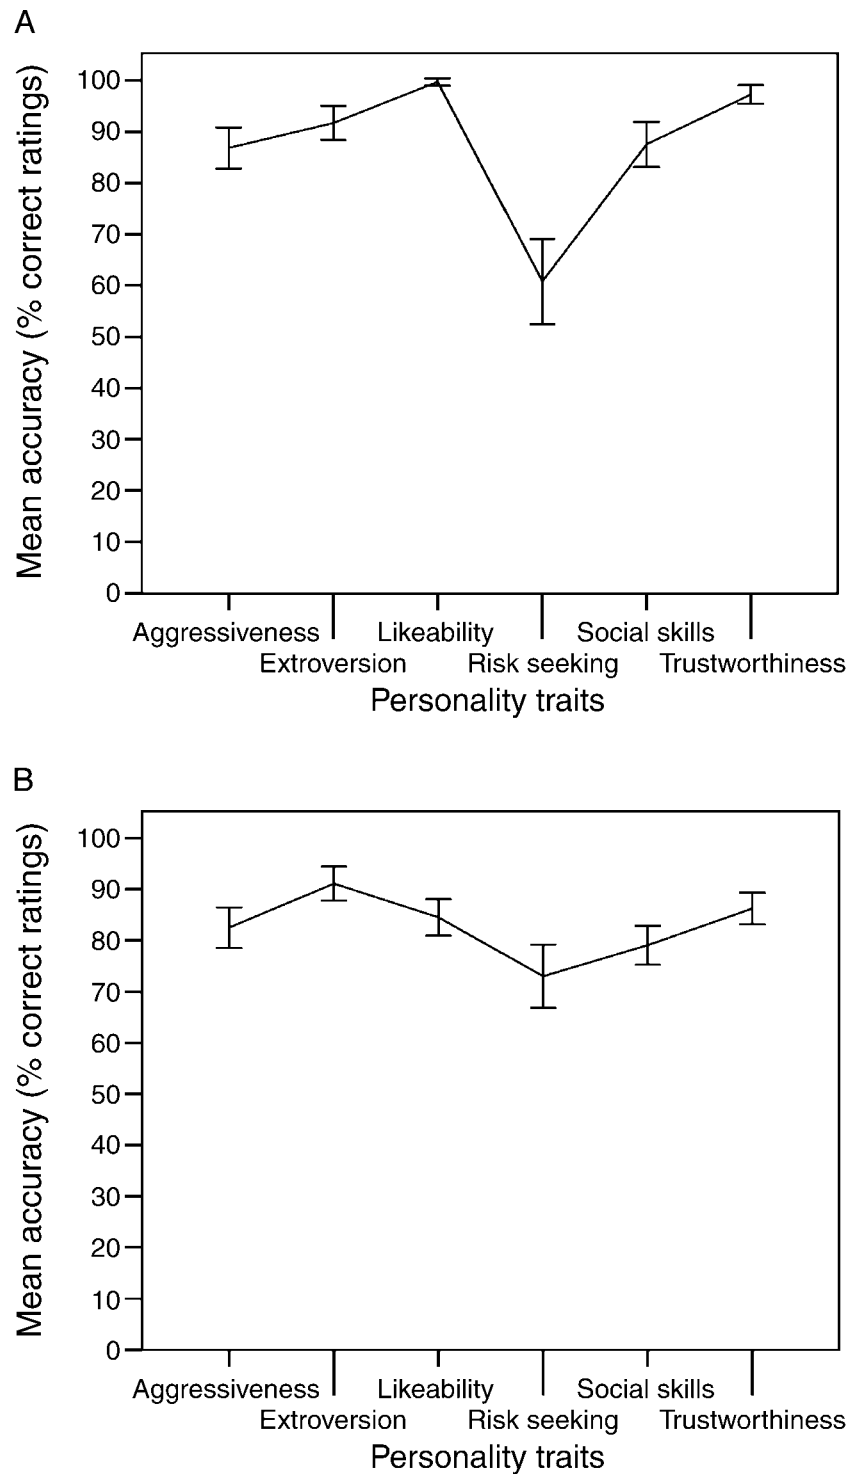 A
Mean accuracy (% correct ratings)
100
90
80
70
60
50
40
30
20
10
0
Aggressiveness Likeability Social skills
Extroversion Risk seeking Trustworthiness
Personality traits
B
Mean accuracy (% correct ratings)
100
90
80
70
60
50
40
30
20
10
0
Aggressiveness Likeability Social skills
Extroversion Risk seeking Trustworthiness
Personality traits